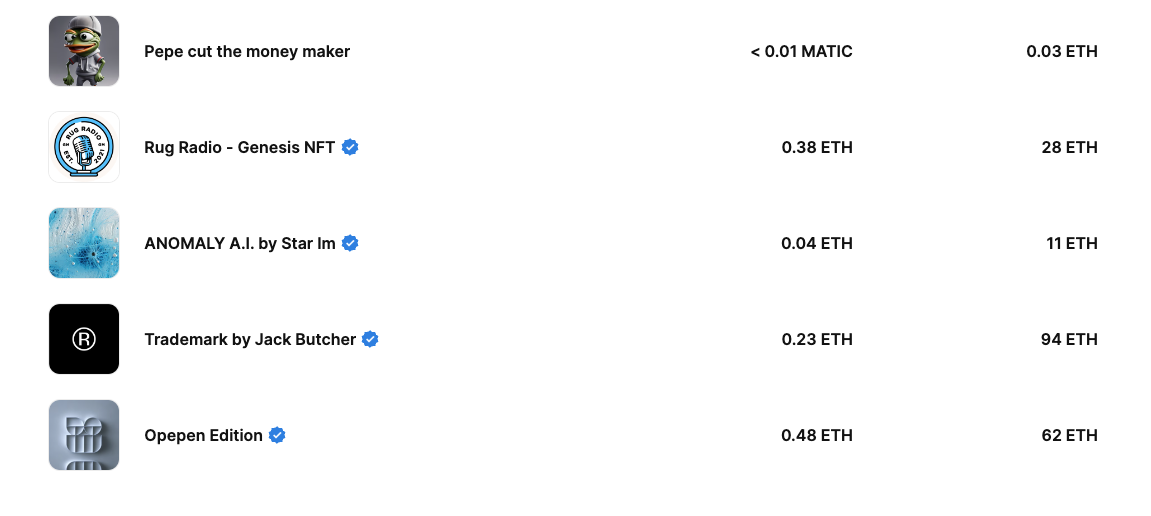 Pepe cut the money maker < 0.01 MATIC 0.03 ETH
RUG RADIO
GM GM
EST. 2021
Rug Radio - Genesis NFT 0.38 ETH 28 ETH
ANOMALY A.I. by Star Im 0.04 ETH 11 ETH
®
Trademark by Jack Butcher 0.23 ETH 94 ETH
Opepen Edition 0.48 ETH 62 ETH